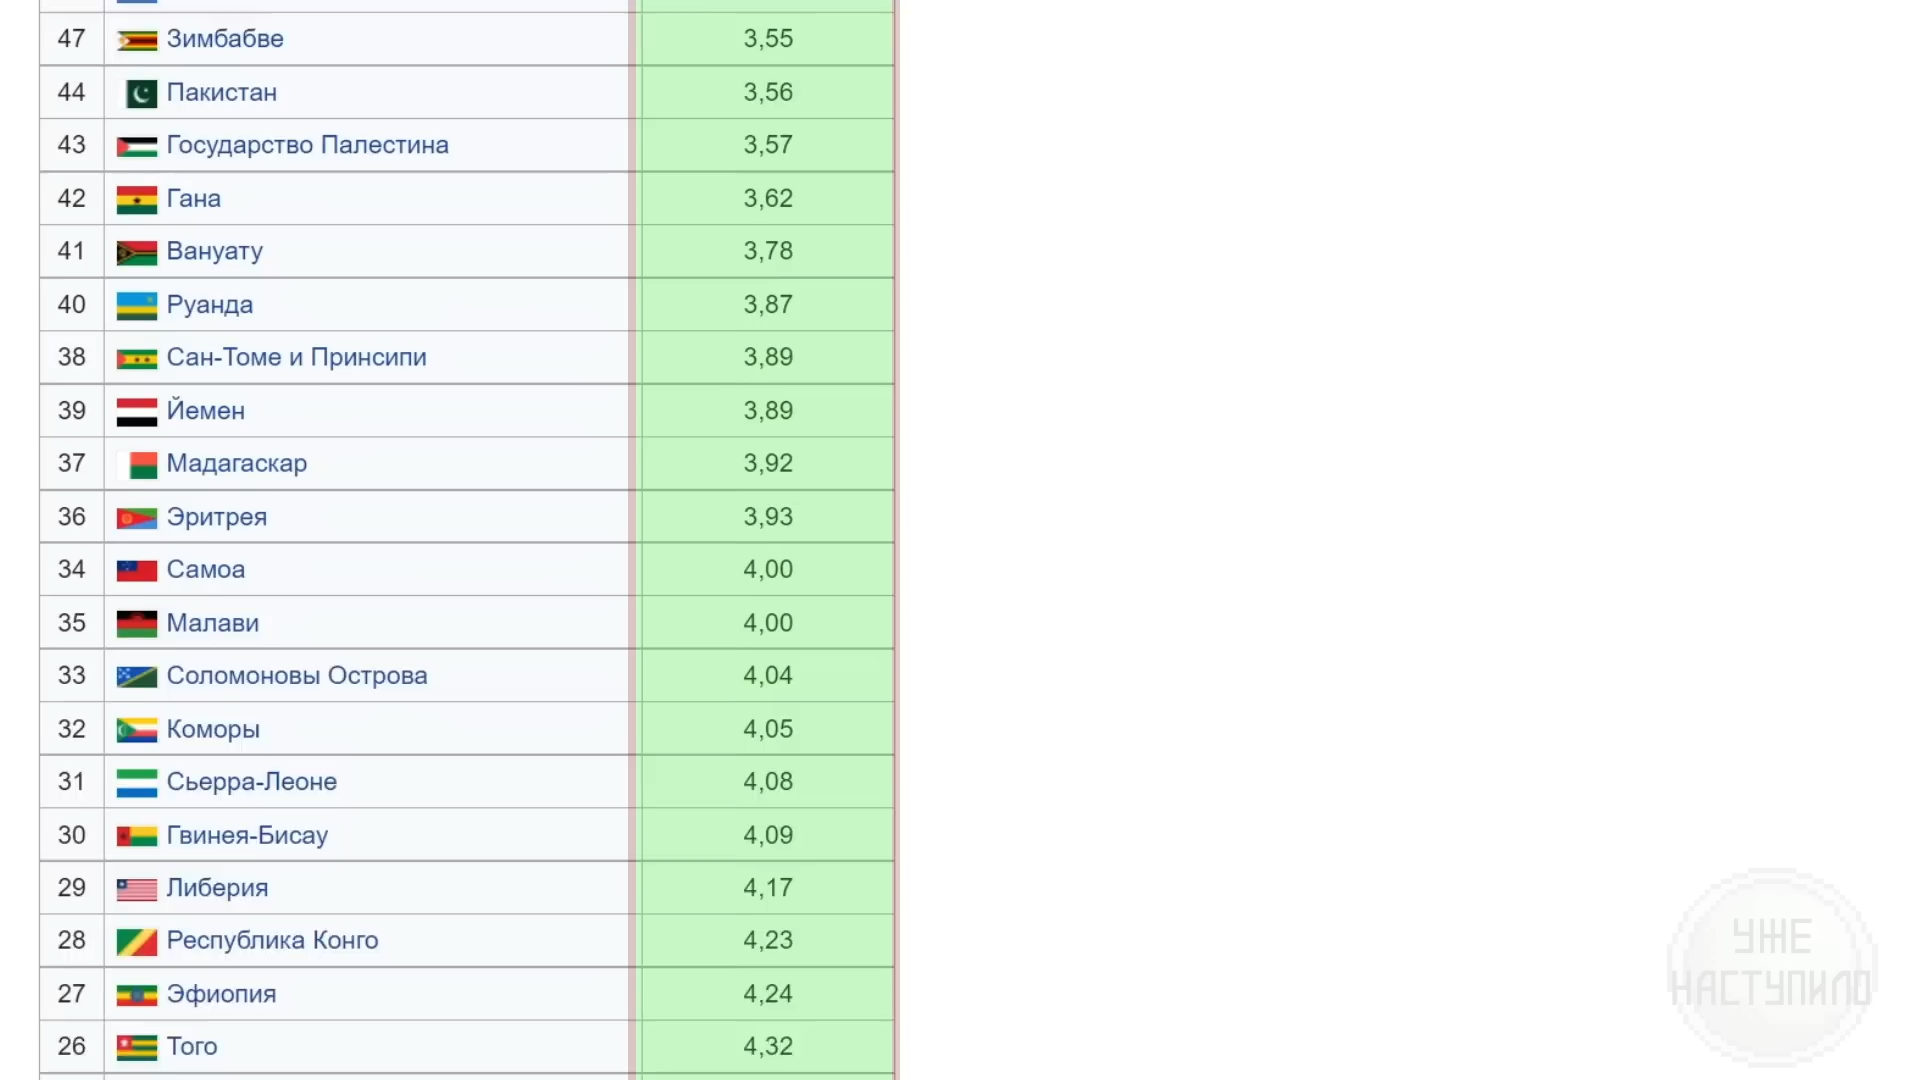 47 Зимбабве 3,55
44 Пакистан 3,56
43 Государство Палестина 3,57
42 Гана 3,62
41 Вануату 3,78
40 Руанда 3,87
38 Сан-Томе и Принсипи 3,89
39 Йемен 3,89
37 Мадагаскар 3,92
36 Эритрея 3,93
34 Самоа 4,00
35 Малави 4,00
33 Соломоновы Острова 4,04
32 Коморы 4,05
31 Сьерра-Леоне 4,08
30 Гвинея-Бисау 4,09
29 Либерия 4,17
28 Республика Конго 4,23
27 Эфиопия 4,24
26 Того 4,32
УЖЕ
НАСТУПИЛО